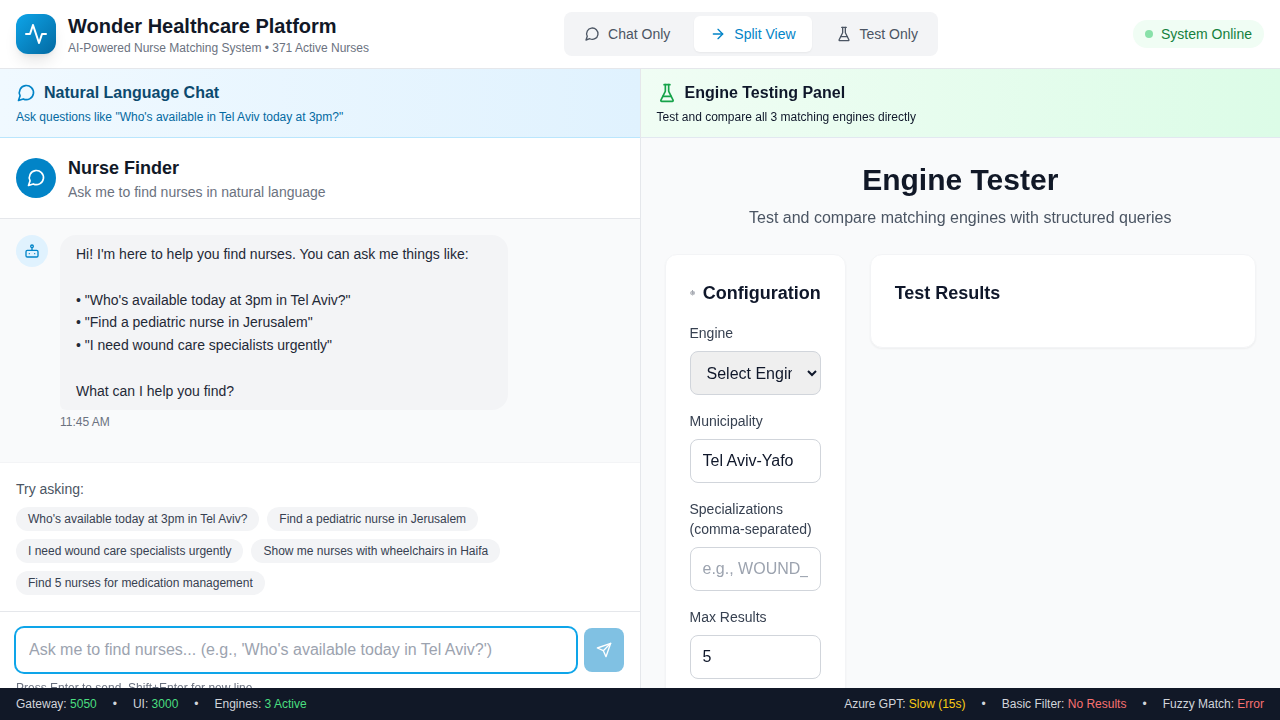 Wonder Healthcare Platform
AI-Powered Nurse Matching System • 371 Active Nurses
Chat Only
Split View
Test Only
System Online
Natural Language Chat
Ask questions like "Who's available in Tel Aviv today at 3pm?"
Nurse Finder
Ask me to find nurses in natural language
Hi! I'm here to help you find nurses. You can ask me things like:
• "Who's available today at 3pm in Tel Aviv?"
• "Find a pediatric nurse in Jerusalem"
• "I need wound care specialists urgently"
What can I help you find?
11:45 AM
Try asking:
Who's available today at 3pm in Tel Aviv?
Find a pediatric nurse in Jerusalem
I need wound care specialists urgently
Show me nurses with wheelchairs in Haifa
Find 5 nurses for medication management
Ask me to find nurses... (e.g., 'Who's available today in Tel Aviv?')
Press Enter to send, Shift+Enter for new line
Engine Testing Panel
Test and compare all 3 matching engines directly
Engine Tester
Test and compare matching engines with structured queries
Configuration
Engine
Select Engin
Municipality
Tel Aviv-Yafo
Specializations
(comma-separated)
e.g., WOUND_
Max Results
5
Test Results
Gateway: 5050 • UI: 3000 • Engines: 3 Active
Azure GPT: Slow (15s) • Basic Filter: No Results • Fuzzy Match: Error